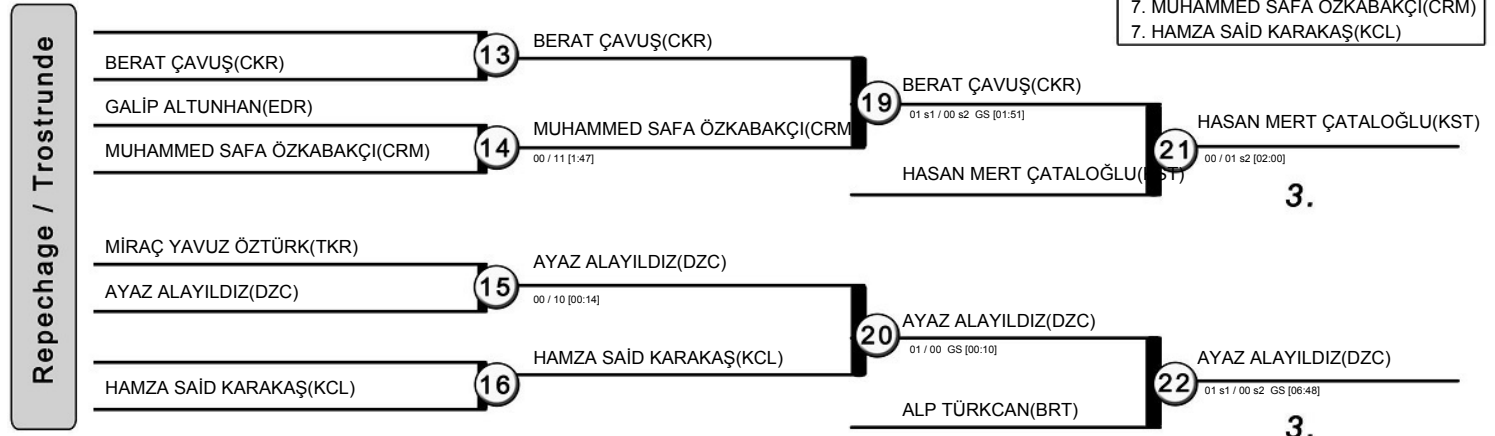 7. MUHAMMED SAFA ÖZKABAKÇI(CRM)
7. HAMZA SAİD KARAKAŞ(KCL)
Repechage / Trostrunde
BERAT ÇAVUŞ(CKR)
13
BERAT ÇAVUŞ(CKR)
GALİP ALTUNHAN(EDR)
MUHAMMED SAFA ÖZKABAKÇI(CRM)
14
MUHAMMED SAFA ÖZKABAKÇI(CRM
00 / 11 [1:47]
19
BERAT ÇAVUŞ(CKR)
01 s1 / 00 s2 GS [01:51]
HASAN MERT ÇATALOĞLU(KST)
21
HASAN MERT ÇATALOĞLU(KST)
00 / 01 s2 [02:00]
3.
MİRAÇ YAVUZ ÖZTÜRK(TKR)
AYAZ ALAYILDIZ(DZC)
15
AYAZ ALAYILDIZ(DZC)
00 / 10 [00:14]
HAMZA SAİD KARAKAŞ(KCL)
16
HAMZA SAİD KARAKAŞ(KCL)
20
AYAZ ALAYILDIZ(DZC)
01 / 00 GS [00:10]
ALP TÜRKCAN(BRT)
22
AYAZ ALAYILDIZ(DZC)
01 s1 / 00 s2 GS [06:48]
3.